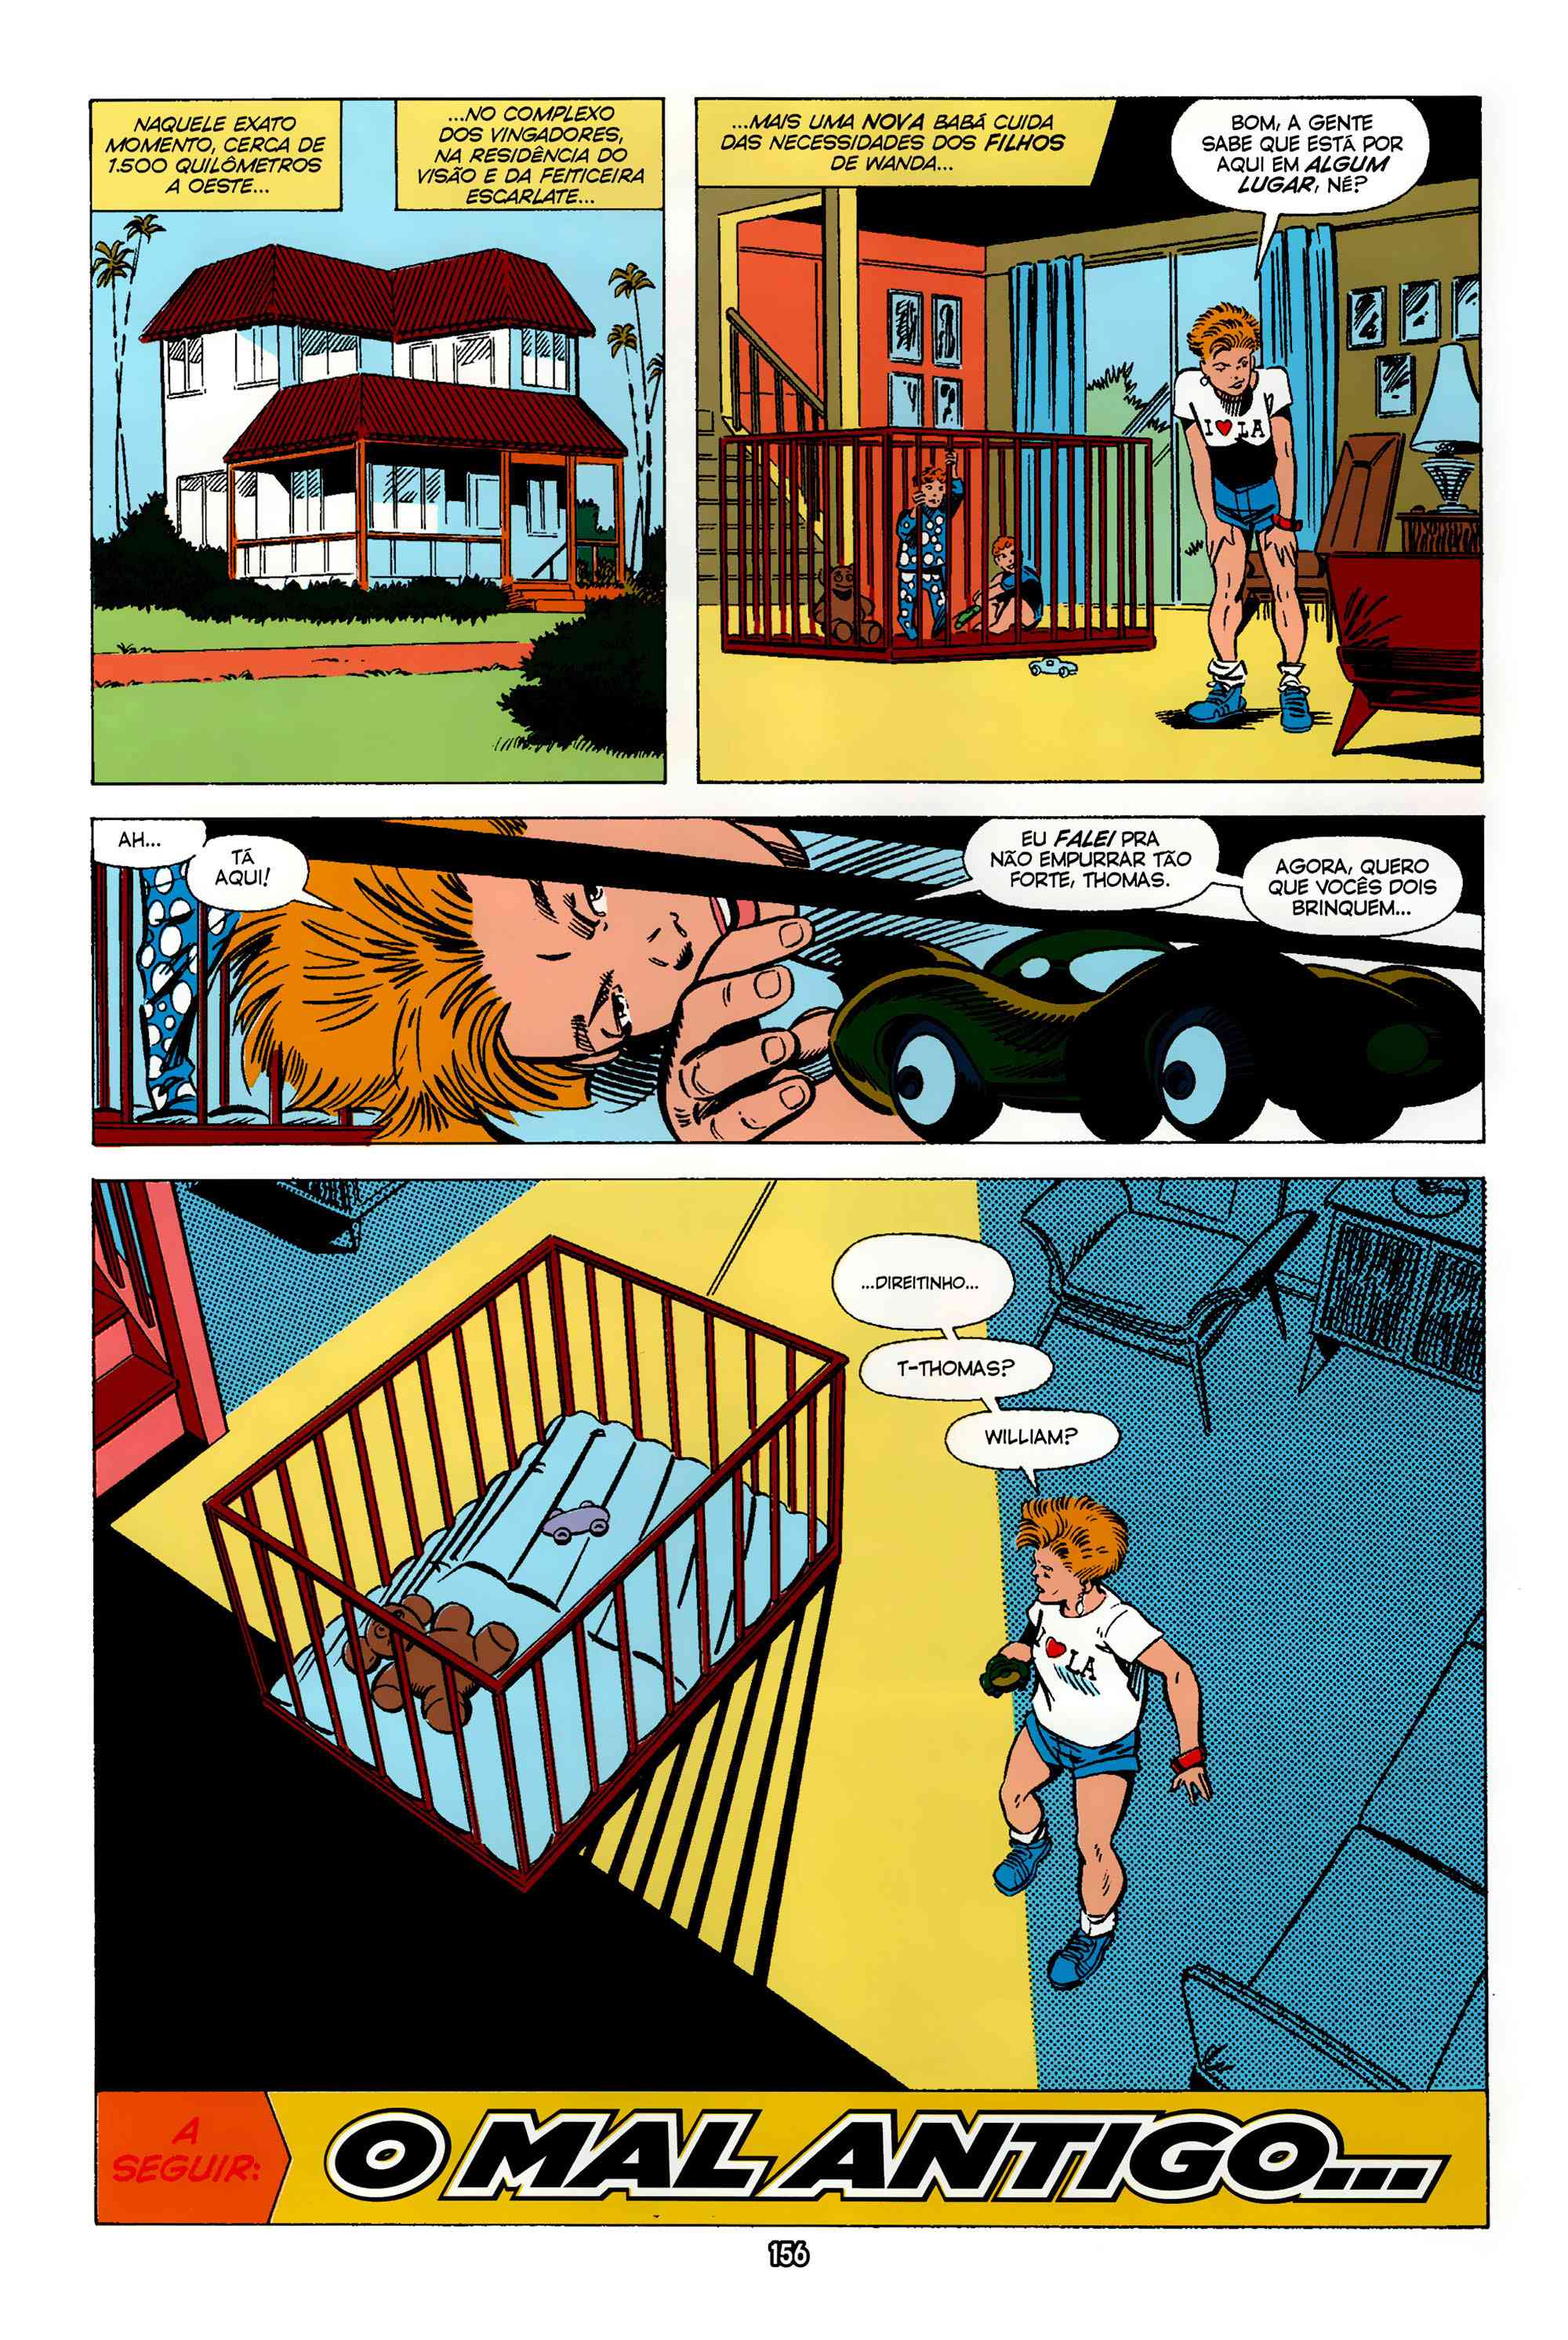 NAQUELE EXATO
MOMENTO, CERCA DE
1.500 QUILÔMETROS
A OESTE...
...NO COMPLEXO
DOS VINGADORES,
NA RESIDÊNCIA DO
VISÃO E DA FEITICEIRA
ESCARLATE...
...MAIS UMA NOVA BABÁ CUIDA
DAS NECESSIDADES DOS FILHOS
DE WANDA...
BOM, A GENTE
SABE QUE ESTÁ POR
AQUI EM ALGUM
LUGAR, NÉ?
I ♥ LA
AH...
TÁ
AQUI!
EU FALEI PRA
NÃO EMPURRAR TÃO
FORTE, THOMAS.
AGORA, QUERO
QUE VOCÊS DOIS
BRINQUEM...
...DIREITINHO...
T-THOMAS?
WILLIAM?
I ♥ LA
A
SEGUIR:
O MAL ANTIGO...
156